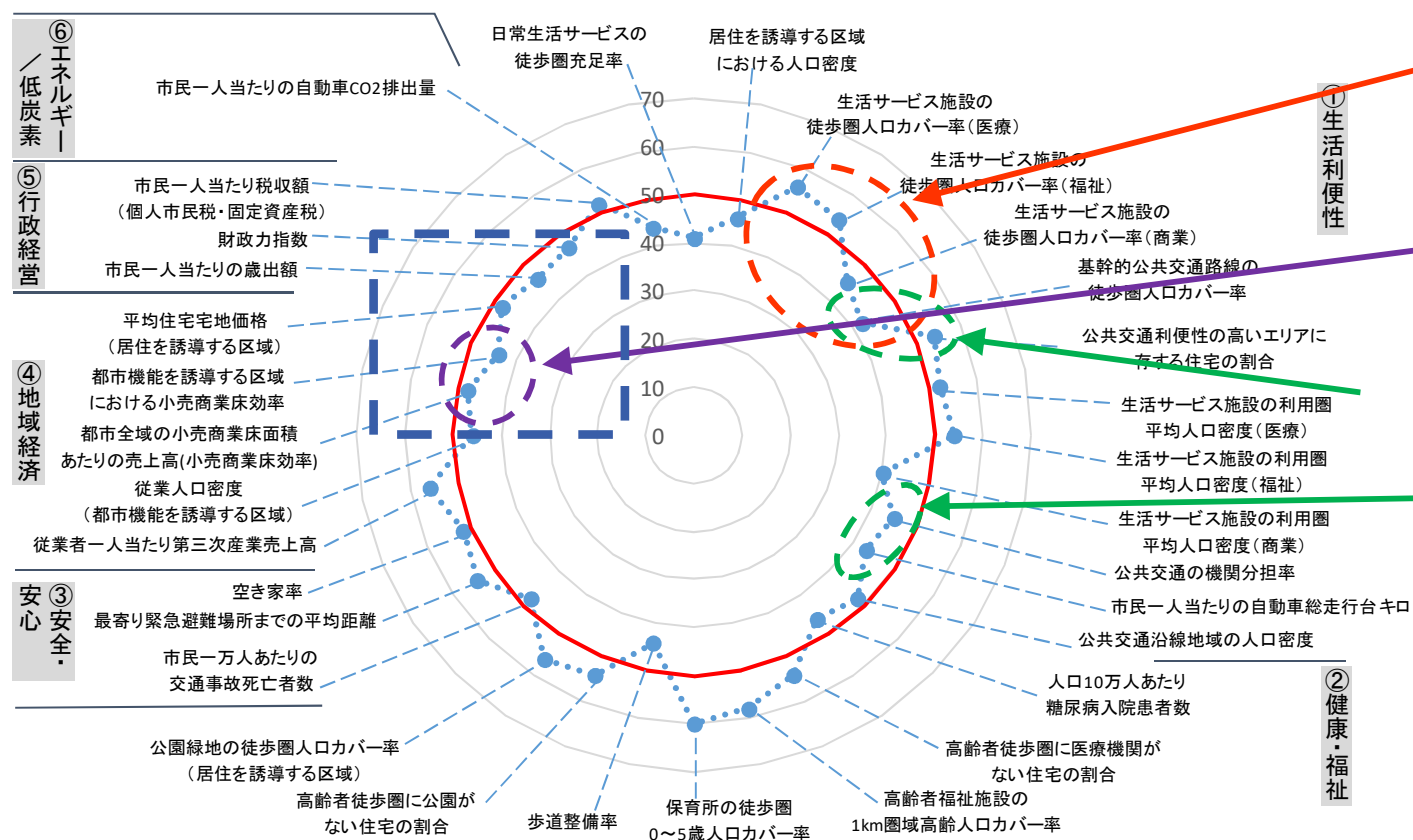 ⑥エネルギー
／低炭素
日常生活サービスの
徒歩圏充足率
居住を誘導する区域
における人口密度
市民一人当たりの自動車CO2排出量
生活サービス施設の
徒歩圏人口カバー率(医療)
①生活利便性
生活サービス施設の
徒歩圏人口カバー率(福祉)
⑤行政経営
市民一人当たり税収額
(個人市民税・固定資産税)
生活サービス施設の
徒歩圏人口カバー率(商業)
財政力指数
市民一人当たりの歳出額
基幹的公共交通路線の
徒歩圏人口カバー率
平均住宅宅地価格
(居住を誘導する区域)
公共交通利便性の高いエリアに
存する住宅の割合
④地域経済
都市機能を誘導する区域
における小売商業床効率
生活サービス施設の利用圏
平均人口密度(医療)
都市全域の小売商業床面積
あたりの売上高(小売商業床効率)
生活サービス施設の利用圏
平均人口密度(福祉)
従業人口密度
(都市機能を誘導する区域)
生活サービス施設の利用圏
平均人口密度(商業)
従業者一人当たり第三次産業売上高
公共交通の機関分担率
③安全・
安心
空き家率
市民一人当たりの自動車総走行台キロ
最寄り緊急避難場所までの平均距離
公共交通沿線地域の人口密度
市民一万人あたりの
交通事故死亡者数
②健康・福祉
人口10万人あたり
糖尿病入院患者数
公園緑地の徒歩圏人口カバー率
(居住を誘導する区域)
高齢者徒歩圏に医療機関が
ない住宅の割合
高齢者徒歩圏に公園が
ない住宅の割合
歩道整備率
保育所の徒歩圏
0～5歳人口カバー率
高齢者福祉施設の
1km圏域高齢人口カバー率
70
60
50
40
30
20
10
0